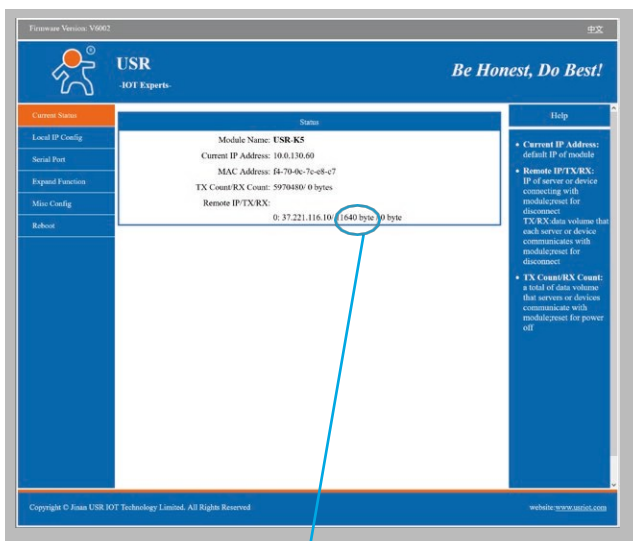 Firmware Version: V6002
中文
USR
-IOT Experts-
Be Honest, Do Best!
Current Status
Local IP Config
Serial Port
Expand Function
Misc Config
Reboot
Status
Module Name: USR-K5
Current IP Address: 10.0.130.60
MAC Address: f4-70-0c-7c-e8-c7
TX Count/RX Count: 5970480/ 0 bytes
Remote IP/TX/RX:
0: 37.221.116.10/ 11640 byte / 0 byte
Help
• Current IP Address:
default IP of module
• Remote IP/TX/RX:
IP of server or device
connecting with
module;reset for
disconnect
TX/RX:data volume that
each server or device
communicates with
module;reset for
disconnect
• TX Count/RX Count:
a total of data volume
that servers or devices
communicate with
module;reset for power
off
Copyright © Jinan USR IOT Technology Limited. All Rights Reserved
website:www.usriot.com